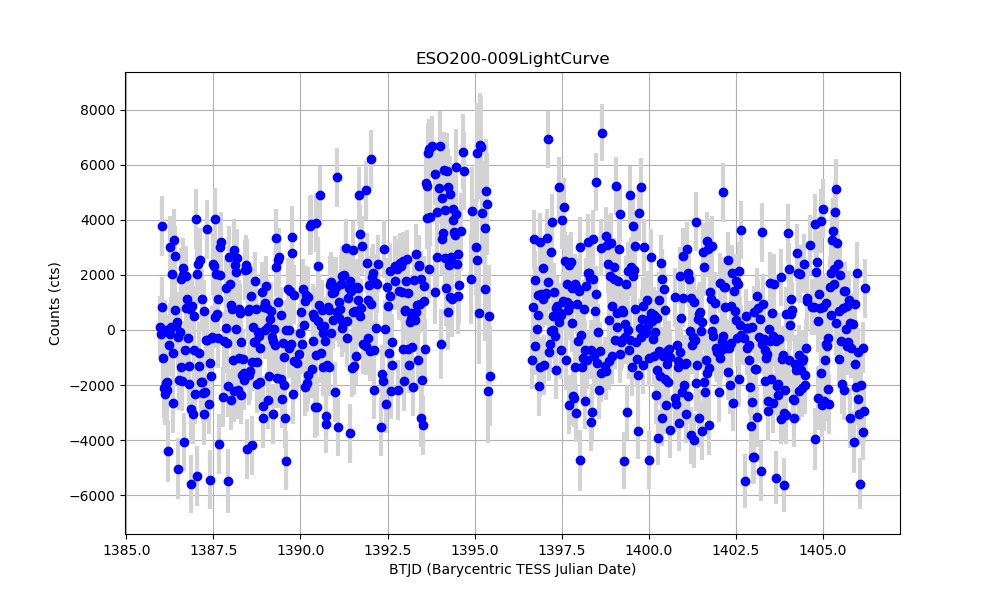 ESO200-009LightCurve
8000
6000
4000
2000
0
−2000
−4000
−6000
Counts (cts)
1385.0 1387.5 1390.0 1392.5 1395.0 1397.5 1400.0 1402.5 1405.0
BTJD (Barycentric TESS Julian Date)